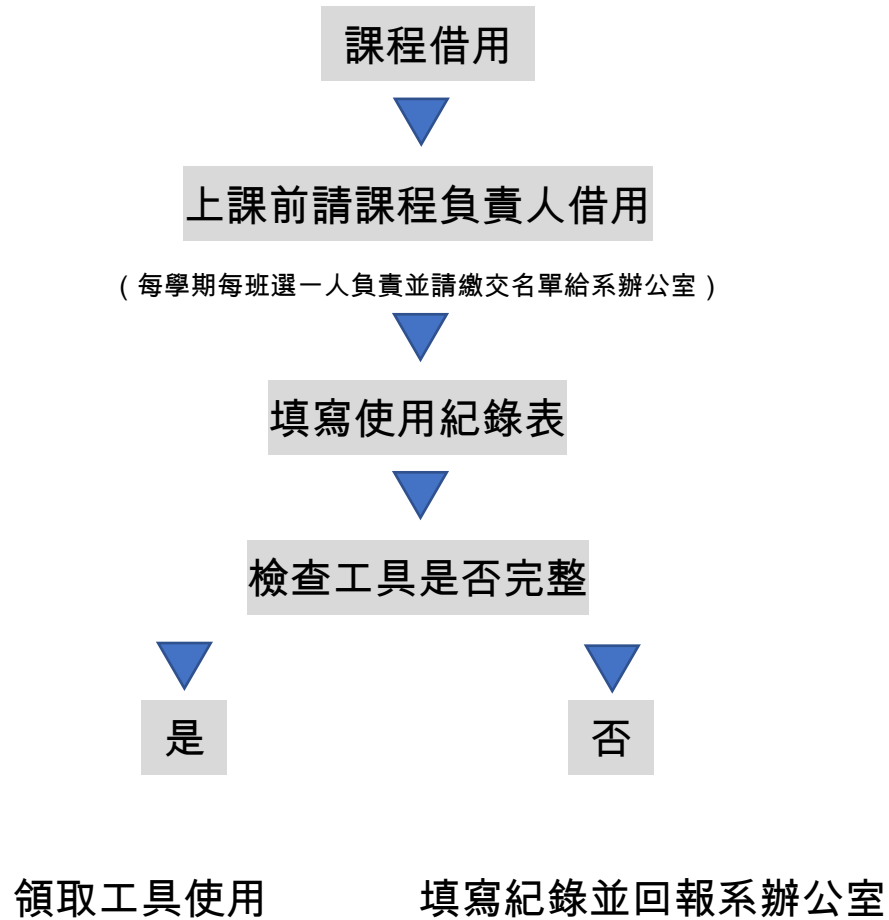 課程借用
上課前請課程負責人借用
(每學期每班選一人負責並請繳交名單給系辦公室)
填寫使用紀錄表
檢查工具是否完整
是
否
領取工具使用
填寫紀錄並回報系辦公室